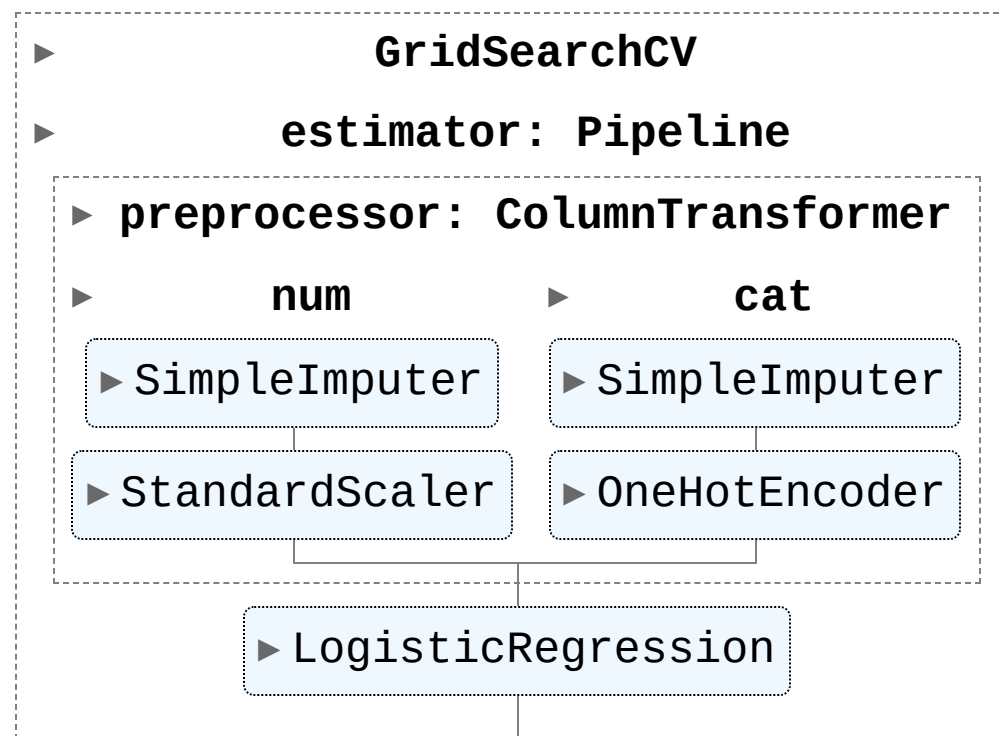 GridSearchCV
estimator: Pipeline
preprocessor: ColumnTransformer
num cat
SimpleImputer SimpleImputer
StandardScaler OneHotEncoder
LogisticRegression